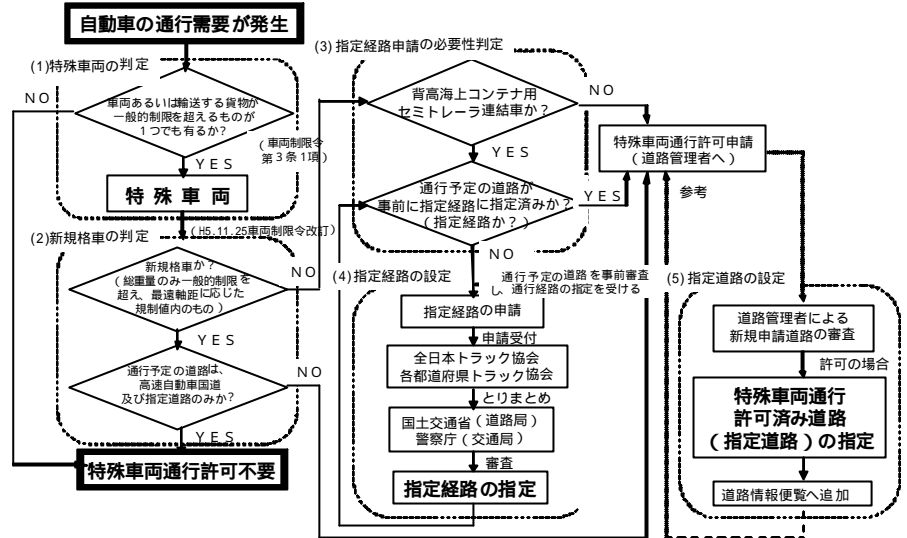 自動車の通行需要が発生
(1)特殊車両の判定
NO
車両あるいは輸送する貨物が
一般的制限を超えるものが
1つでも有るか?
(車両制限令
第3条1項)
YES
特殊車両
(H5.11.25車両制限令改訂)
(2)新規格車の判定
新規格車か?
(総重量のみ一般的制限を
超え、最遠軸距に応じた
規制値内のもの)
NO
YES
通行予定の道路は、
高速自動車国道
及び指定道路のみか?
NO
YES
特殊車両通行許可不要
(3)指定経路申請の必要性判定
背高海上コンテナ用
セミトレーラ連結車か?
NO
YES
通行予定の道路が
事前に指定経路に指定済みか?
(指定経路か?)
YES
NO
(4)指定経路の設定
通行予定の道路を事前審査
し、通行経路の指定を受ける
指定経路の申請
申請受付
全日本トラック協会
各都道府県トラック協会
とりまとめ
国土交通省(道路局)
警察庁(交通局)
審査
指定経路の指定
特殊車両通行許可申請
(道路管理者へ)
参考
(5)指定道路の設定
道路管理者による
新規申請道路の審査
許可の場合
特殊車両通行
許可済み道路
(指定道路)の指定
道路情報便覧へ追加